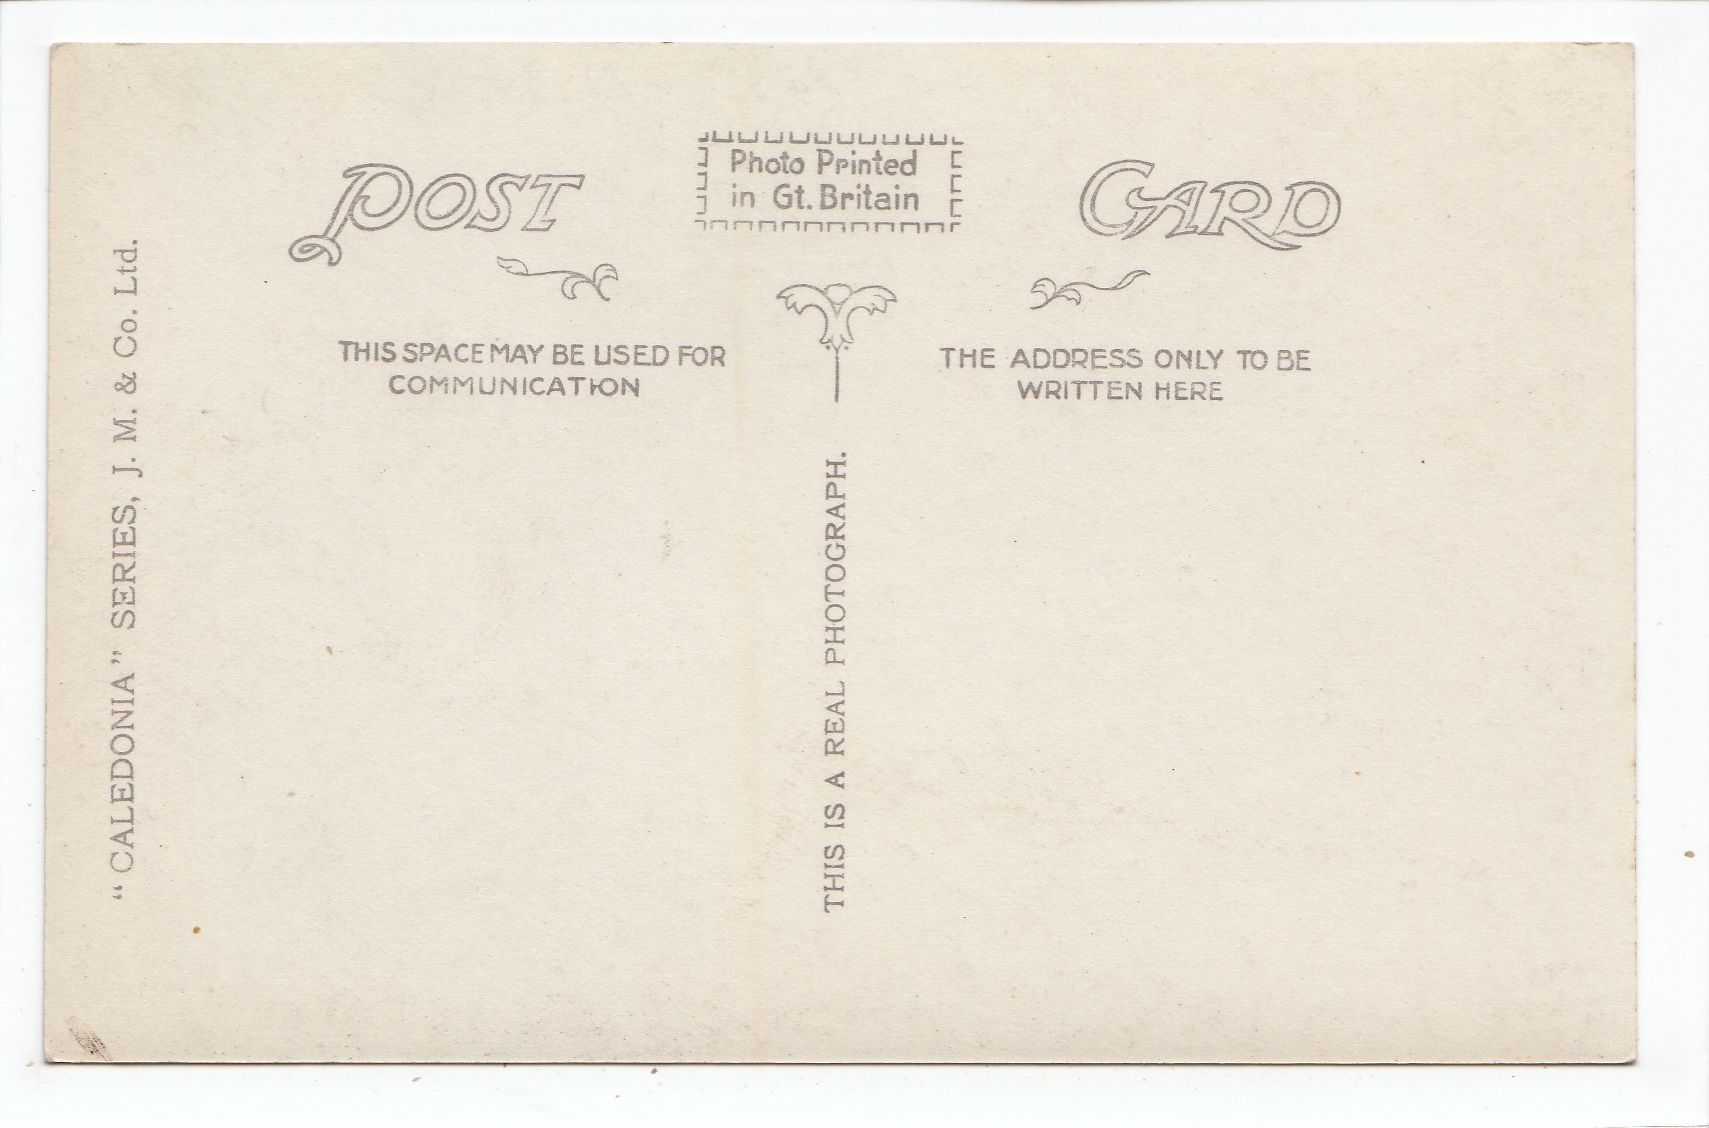 POST CARD
Photo Printed
in Gt. Britain
THIS SPACE MAY BE USED FOR
COMMUNICATION
THE ADDRESS ONLY TO BE
WRITTEN HERE
THIS IS A REAL PHOTOGRAPH.
“CALEDONIA” SERIES, J. M. & Co. Ltd.